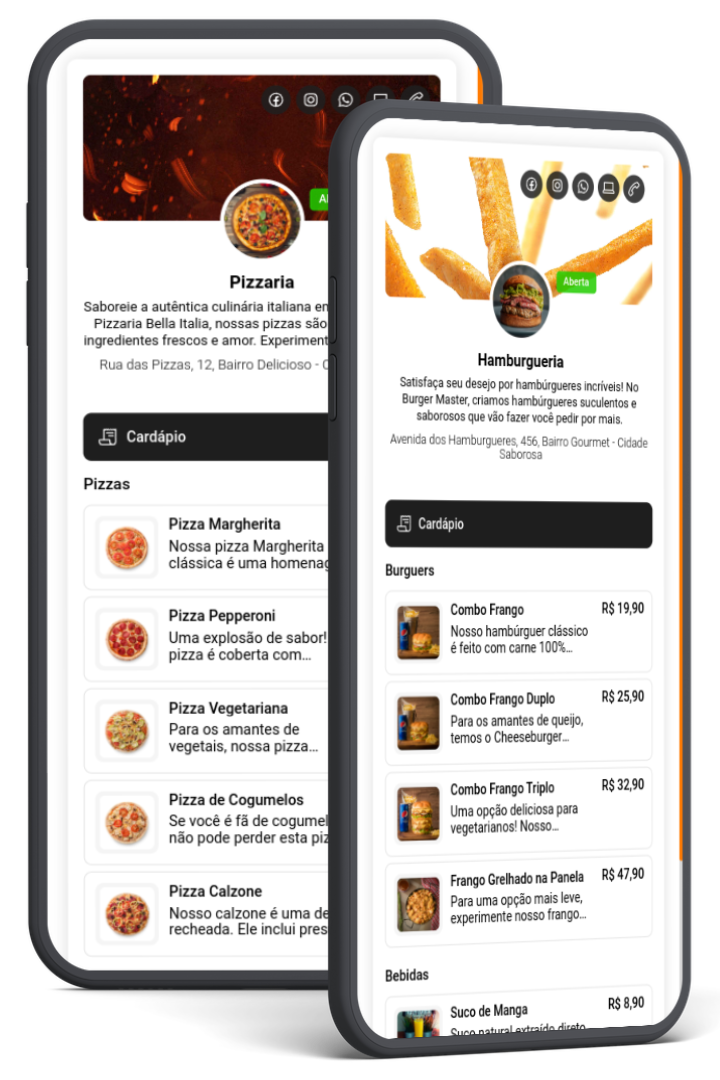 Pizzaria
Saboreie a autêntica culinária italiana em
Pizzaria Bella Italia, nossas pizzas são
ingredientes frescos e amor.
Rua das Pizzas, 12, Bairro Delicioso -
Cardápio
Pizzas
Pizza Margherita
Nossa pizza Margherita
clássica é uma
Pizza Pepperoni
Uma explosão de sabor!
pizza é coberta com...
Pizza Vegetariana
Para os amantes de
vegetais, nossa pizza...
Pizza de Cogumelos
Se você é fã de
não pode perder esta
Pizza Calzone
Nosso calzone é uma
recheada. Ele inclui
Aberta
Hamburgueria
Satisfaça seu desejo por hambúrgueres incríveis! No
Burger Master, criamos hambúrgueres suculentos e
saborosos que vão fazer você pedir por mais.
Avenida dos Hamburgueres, 456, Bairro Gourmet - Cidade
Saborosa
Cardápio
Burguers
Combo Frango R$ 19,90
Nosso hambúrguer clássico
é feito com carne 100%...
Combo Frango Duplo R$ 25,90
Para os amantes de queijo,
temos o Cheeseburger...
Combo Frango Triplo R$ 32,90
Uma opção deliciosa para
vegetarianos! Nosso...
Frango Grelhado na Panela R$ 47,90
Para uma opção mais leve,
experimente nosso frango...
Bebidas
Suco de Manga R$ 8,90
Suco natural extraído direto